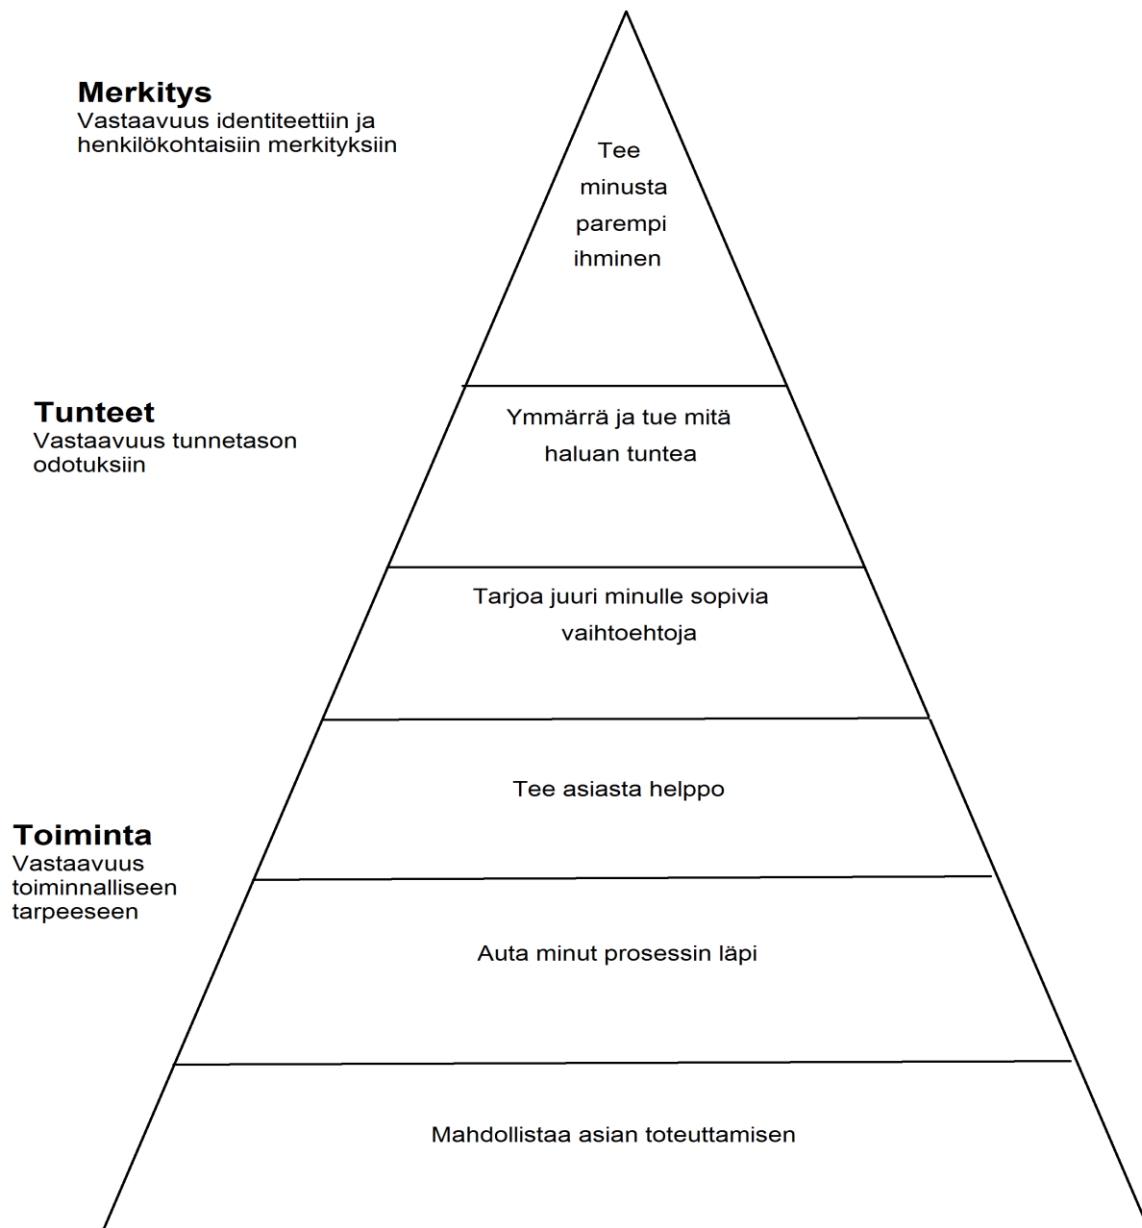 Merkitys
Vastaavuus identiteettiin ja
henkilökohtaisiin merkityksiin
Tee
minusta
parempi
ihminen
Tunteet
Vastaavuus tunnetason
odotuksiin
Ymmärrä ja tue mitä
haluan tuntea
Tarjoa juuri minulle sopivia
vaihtoehtoja
Tee asiasta helppo
Toiminta
Vastaavuus
toiminnalliseen
tarpeeseen
Auta minut prosessin läpi
Mahdollistaa asian toteuttamisen